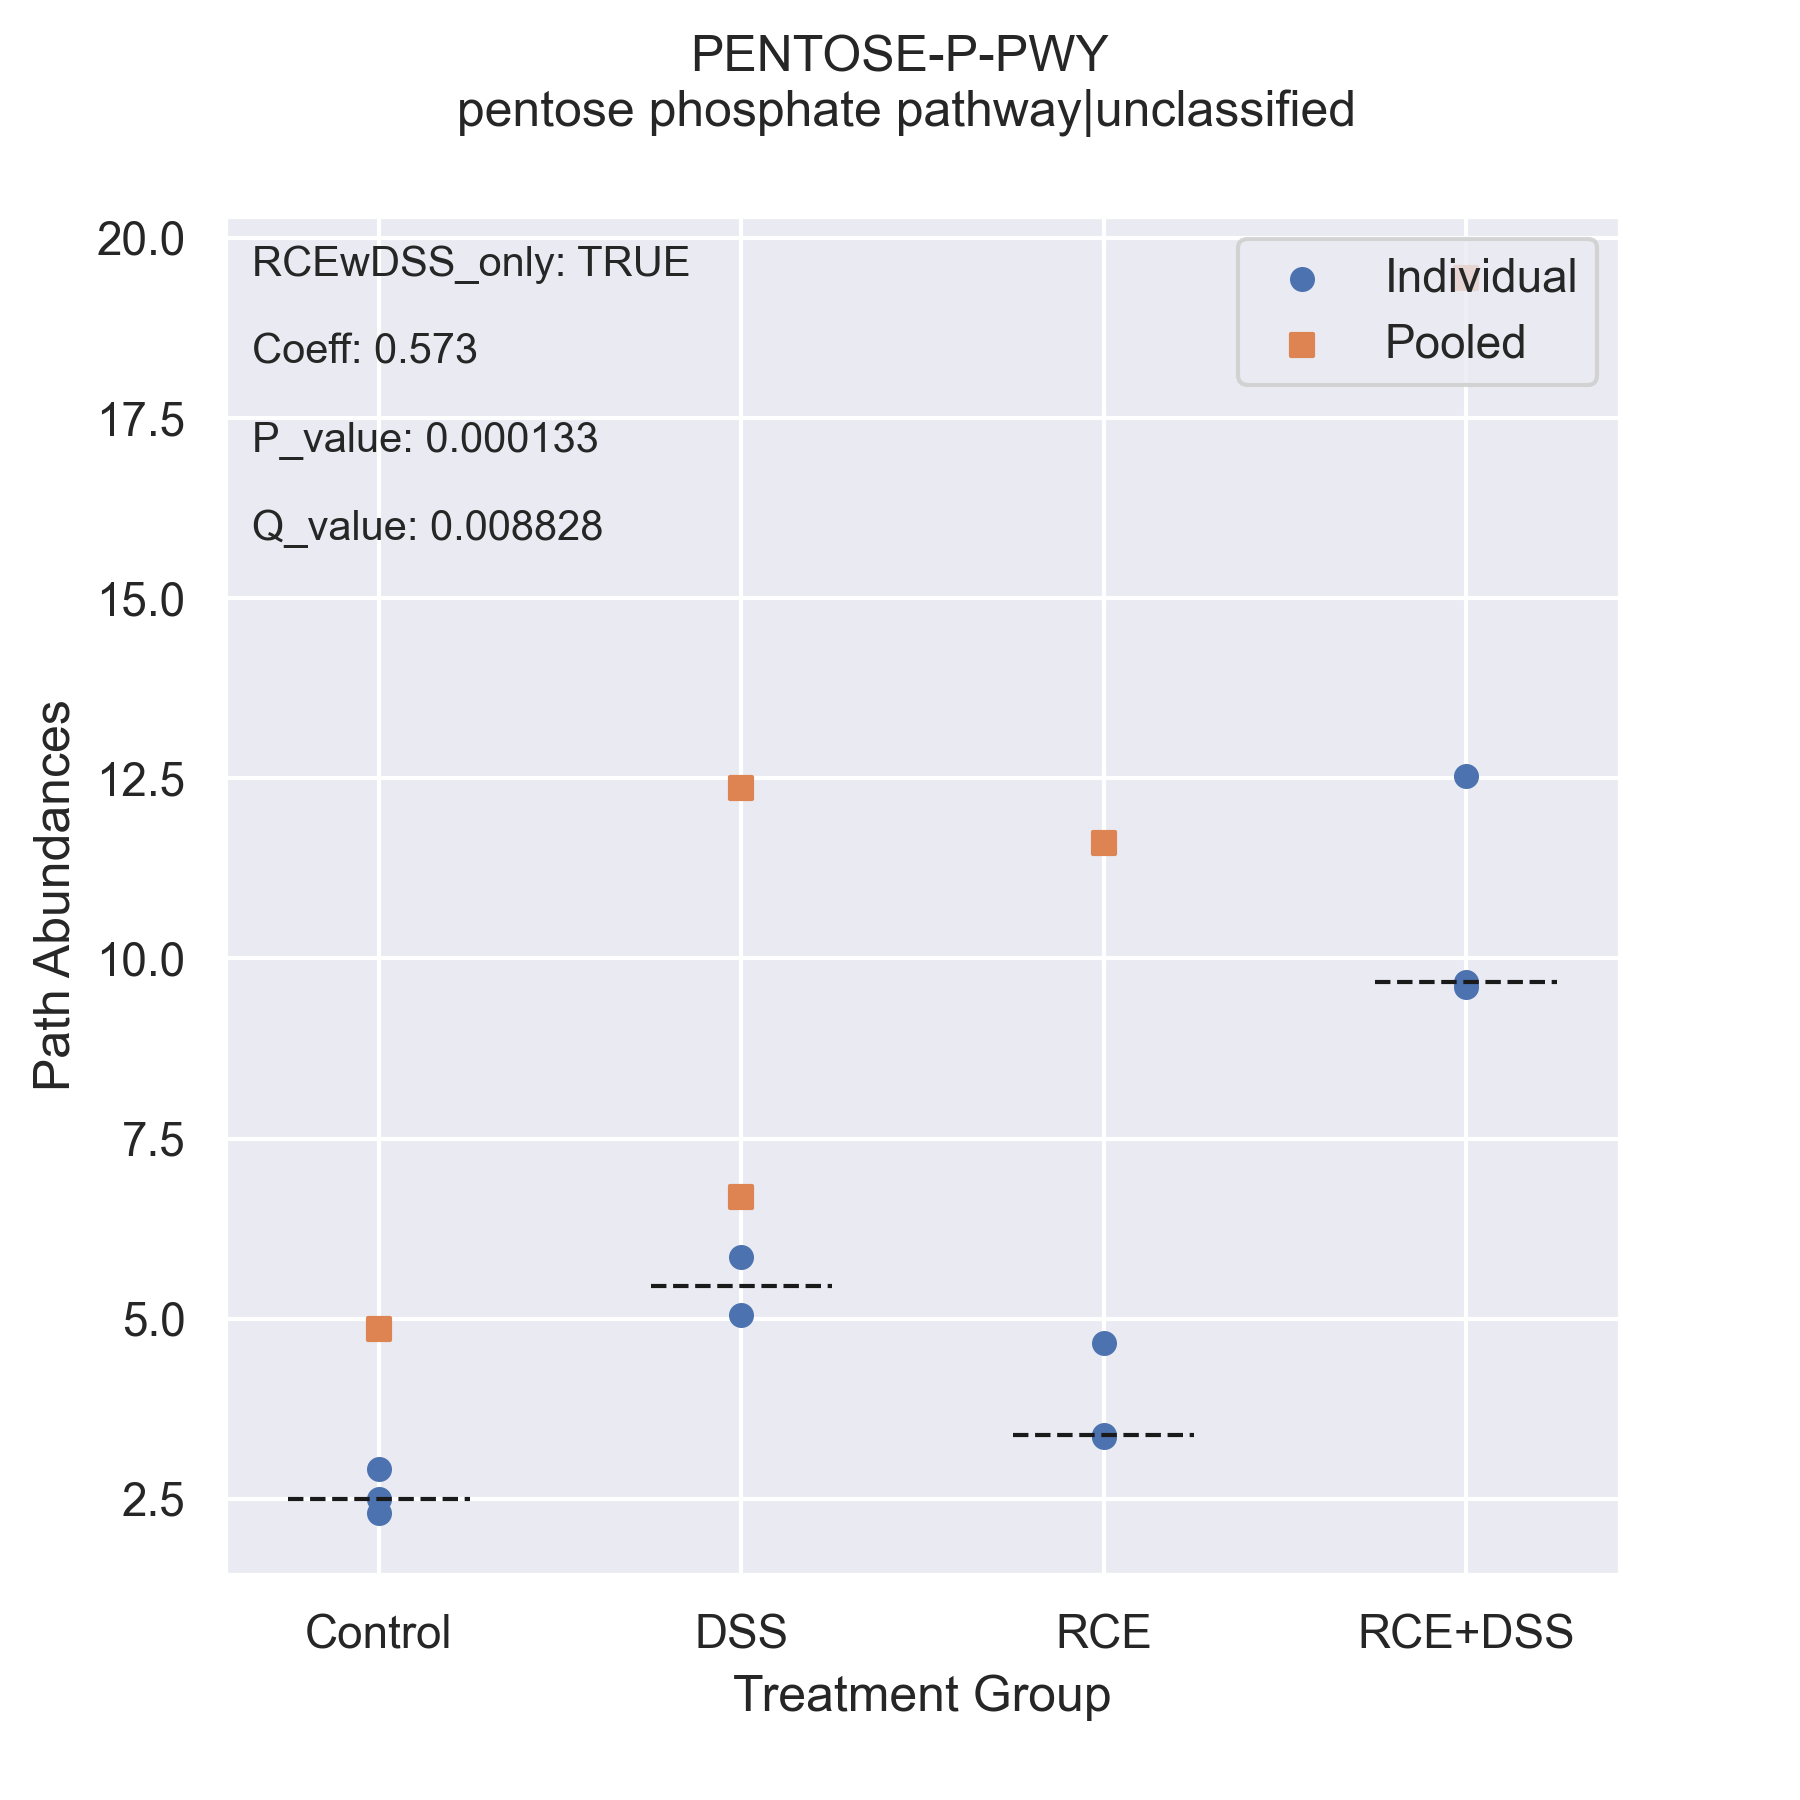 PENTOSE-P-PWY
pentose phosphate pathway|unclassified
20.0
17.5
15.0
12.5
10.0
7.5
5.0
2.5
Path Abundances
RCEwDSS_only: TRUE
Coeff: 0.573
P_value: 0.000133
Q_value: 0.008828
Individual
Pooled
Control DSS RCE RCE+DSS
Treatment Group